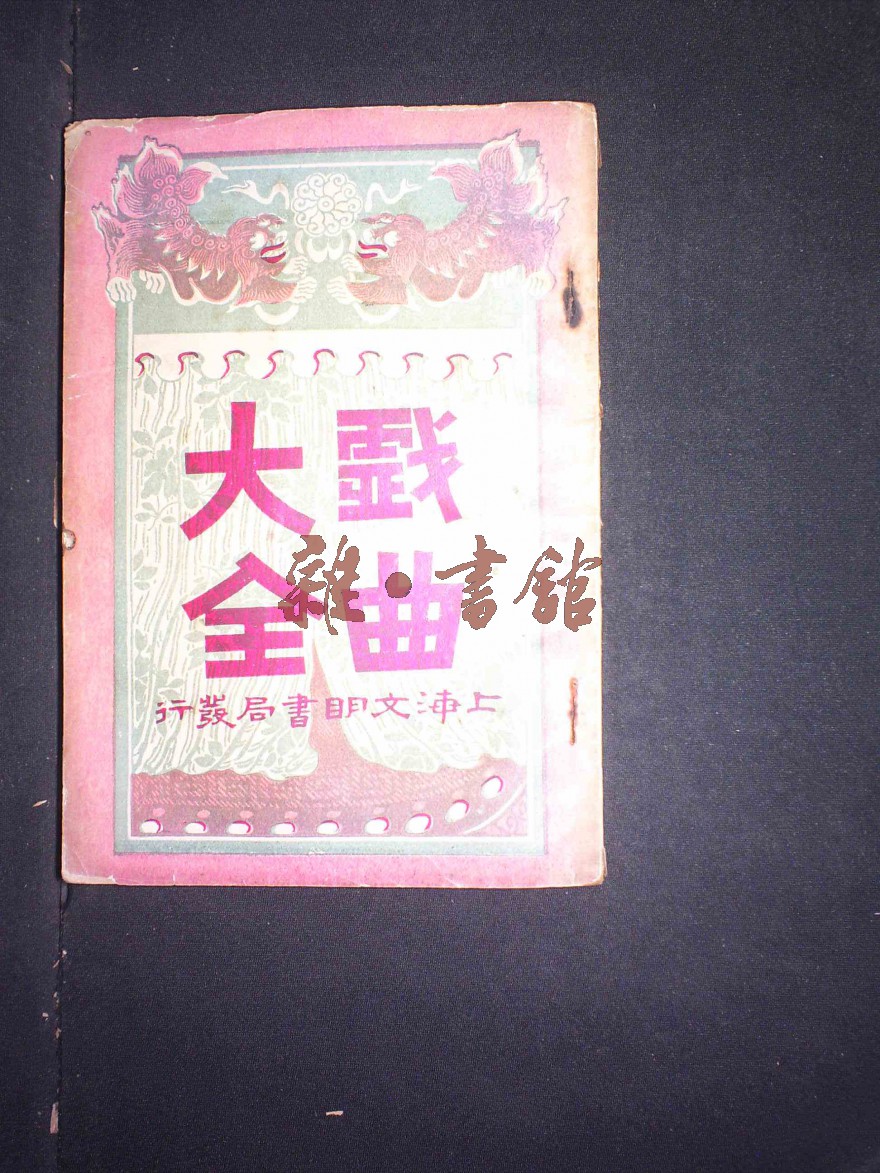 戲曲
大全
上海文明書局發行
雜·書館